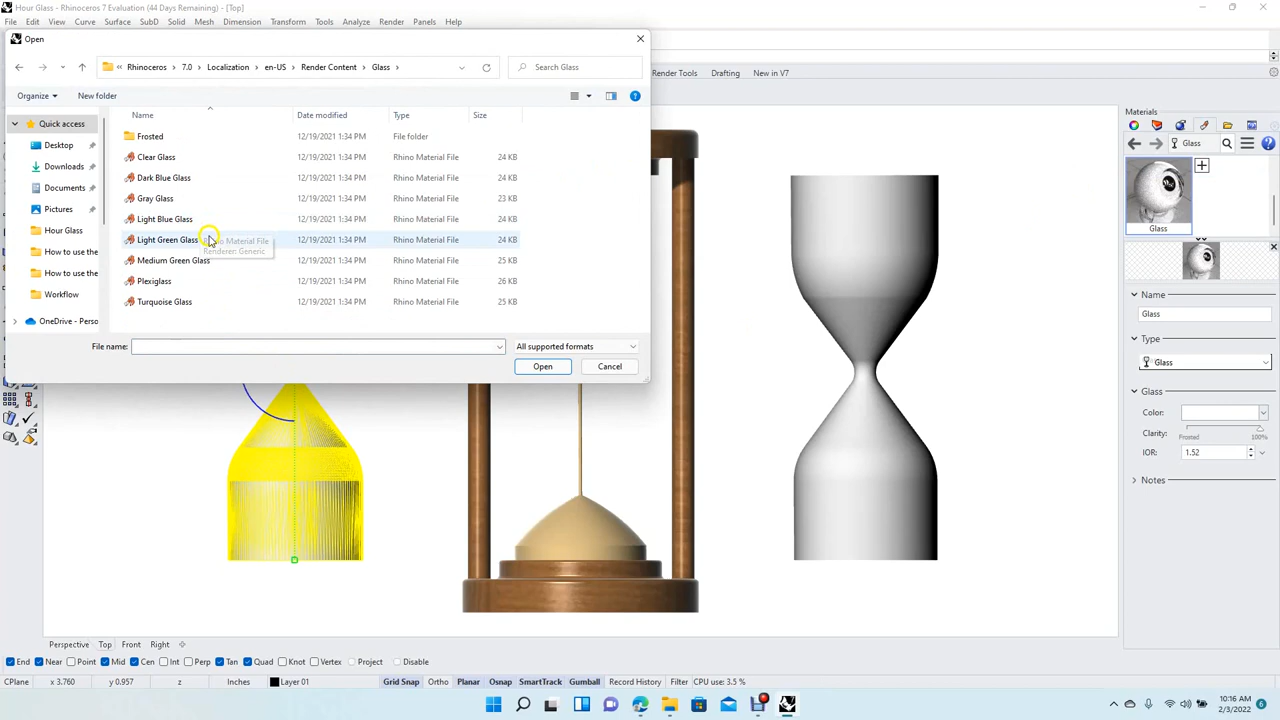 Hour Glass - Rhinoceros 7 Evaluation (44 Days Remaining) - [Top]
File Edit View Curve Surface SubD Solid Mesh Dimension Transform Tools Analyze Render Panels Help
Open
Rhinoceros > 7.0 > Localization > en-US > Render Content > Glass >
Search Glass
Render Tools Drafting New in V7
Organize New folder
Name Date modified Type Size
Quick access
Desktop
Downloads
Documents
Pictures
Hour Glass
How to use the
How to use the
Workflow
OneDrive - Perso
Frosted 12/19/2021 1:34 PM File folder
Clear Glass 12/19/2021 1:34 PM Rhino Material File 24 KB
Dark Blue Glass 12/19/2021 1:34 PM Rhino Material File 24 KB
Gray Glass 12/19/2021 1:34 PM Rhino Material File 23 KB
Light Blue Glass 12/19/2021 1:34 PM Rhino Material File 24 KB
Light Green Glass 12/19/2021 1:34 PM Rhino Material File 24 KB
Material File
Renderer: Generic
Medium Green Glass 12/19/2021 1:34 PM Rhino Material File 25 KB
Plexiglass 12/19/2021 1:34 PM Rhino Material File 26 KB
Turquoise Glass 12/19/2021 1:34 PM Rhino Material File 25 KB
File name: All supported formats
Open Cancel
Materials
Glass
Glass
Name
Glass
Type
Glass
Glass
Color:
Clarity:
Frosted 100%
IOR: 1.52
Notes
Perspective Top Front Right
End Near Point Mid Cen Int Perp Tan Quad Knot Vertex Project Disable
CPlane x 3.760 y 0.957 z Inches Layer 01 Grid Snap Ortho Planar Osnap SmartTrack Gumball Record History Filter CPU use: 3.5 %
10:16 AM
2/3/2022
6